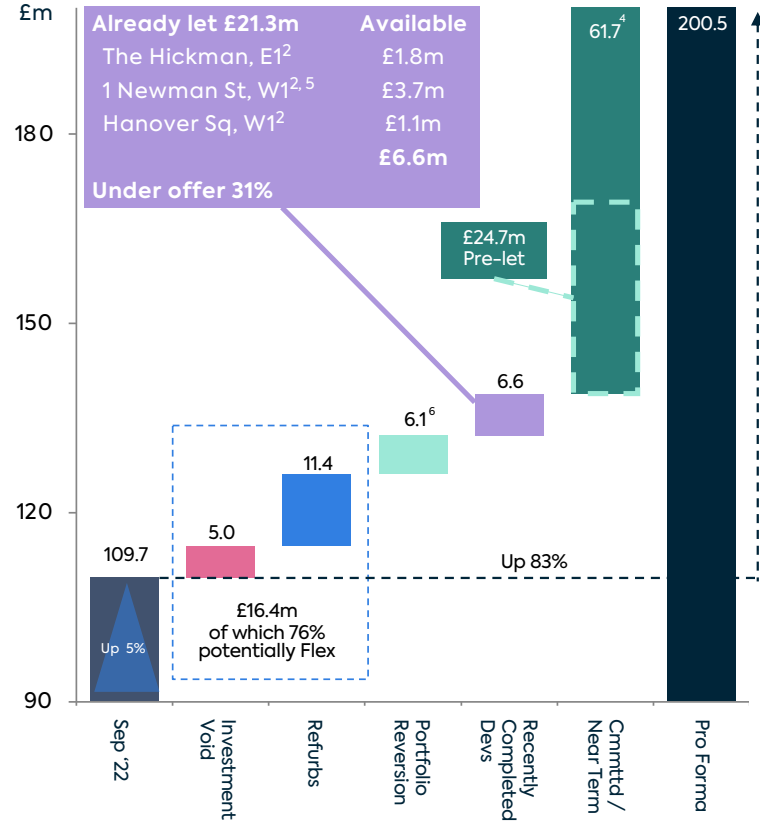 £m
Already let £21.3m Available
The Hickman, E1² £1.8m
1 Newman St, W1²,⁵ £3.7m
Hanover Sq, W1² £1.1m
£6.6m
Under offer 31%
61.7⁴
200.5
180
£24.7m
Pre-let
150
6.6
6.1⁶
11.4
120
5.0
109.7
Up 83%
£16.4m
of which 76%
potentially Flex
Up 5%
90
Sep '22
Investment
Void
Refurbs
Portfolio
Reversion
Recently
Completed
Devs
Cmmttd /
Near Term
Pro Forma